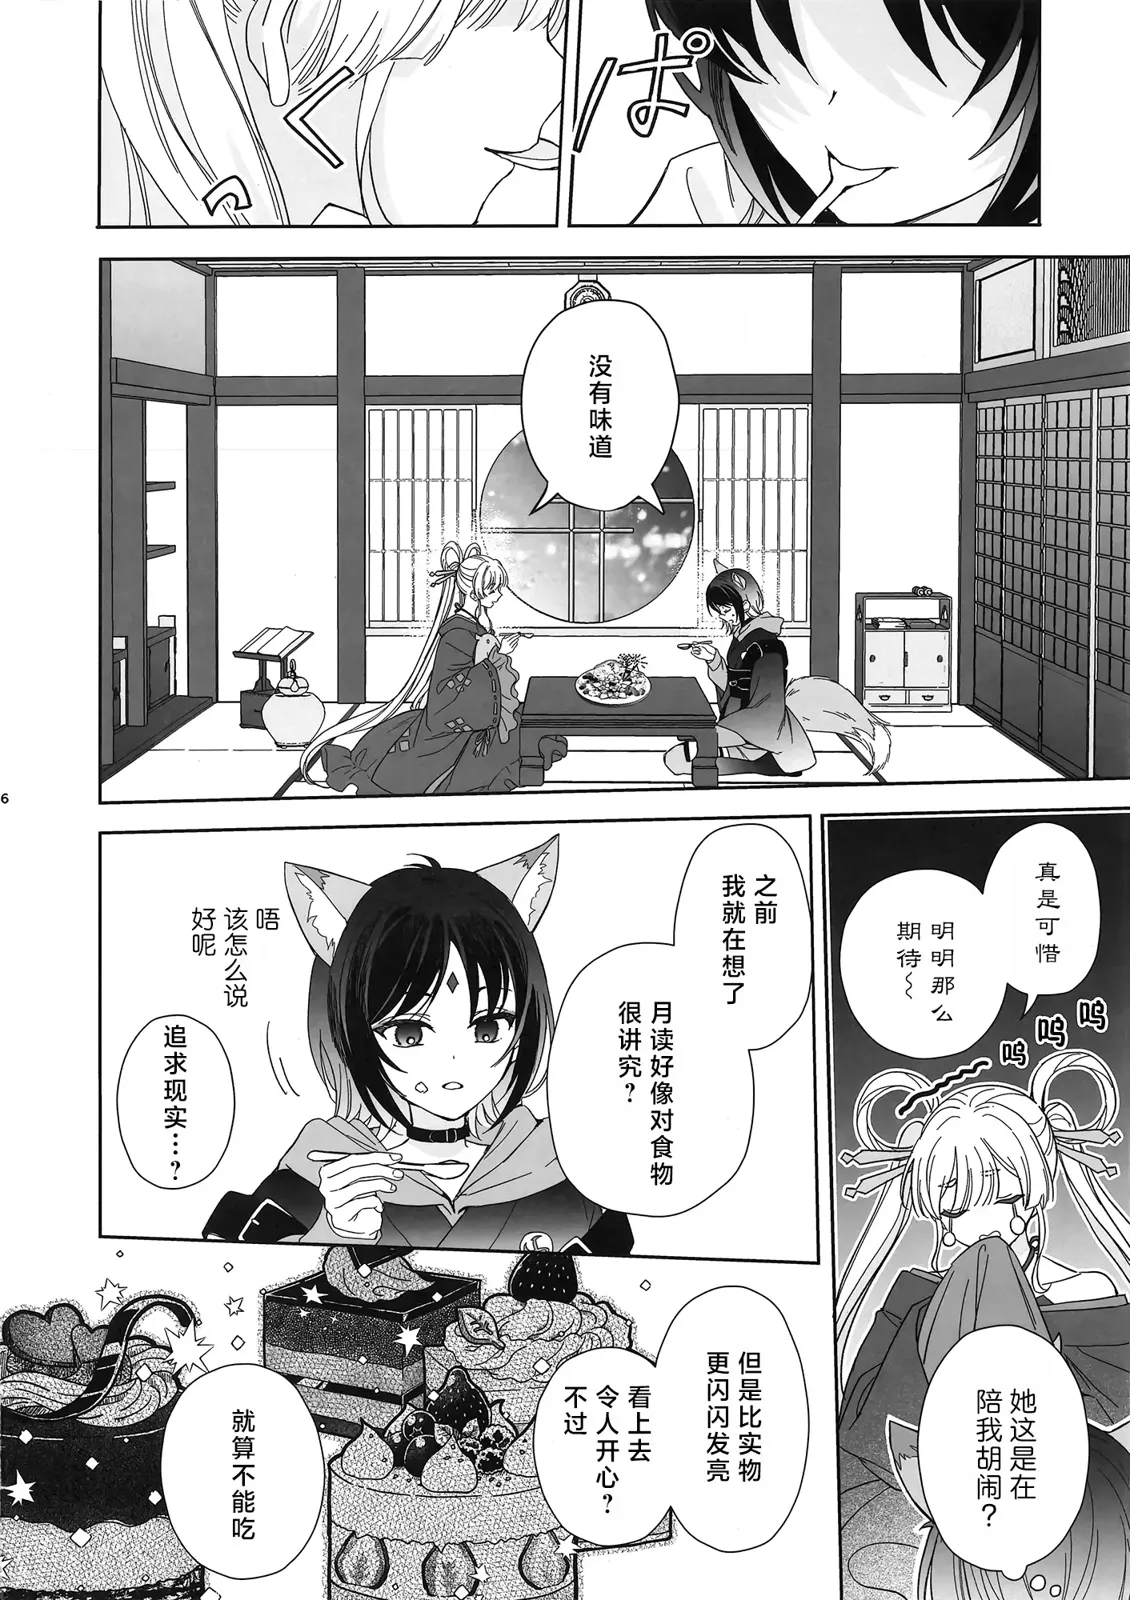 ぱ
くっ
没有味道
真是可惜
明明那么
期待～
呜
呜
呜
她这是在
陪我胡闹？
之前
我就在想了
月读好像对食物
很讲究？
唔
该怎么说
好呢
追求现实…？
但是比实物
更闪闪发亮
看上去
令人开心？
不过
就算不能吃
6